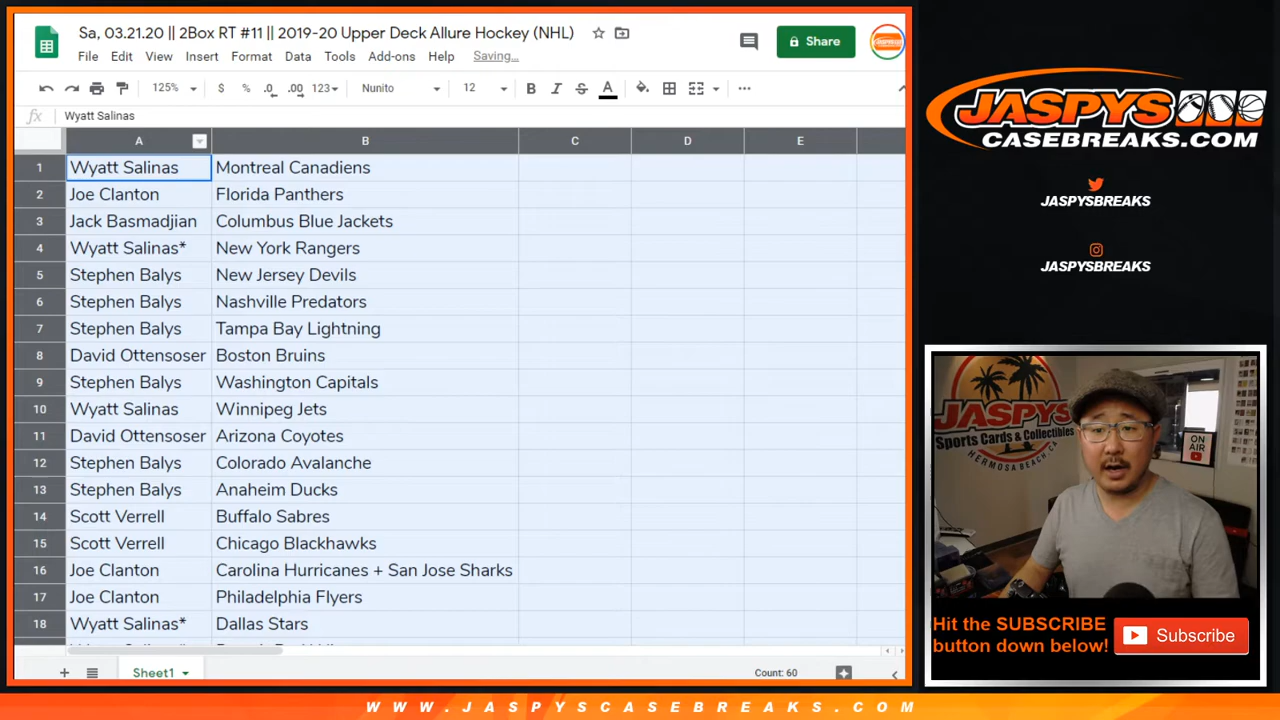 Sa, 03.21.20 || 2Box RT #11 || 2019-20 Upper Deck Allure Hockey (NHL)
File Edit View Insert Format Data Tools Add-ons Help Saving...
Share
125% $ % .0 .00 123 Nunito 12 B I S A
fx Wyatt Salinas
A B C D E
1 Wyatt Salinas Montreal Canadiens
2 Joe Clanton Florida Panthers
3 Jack Basmadjian Columbus Blue Jackets
4 Wyatt Salinas* New York Rangers
5 Stephen Balys New Jersey Devils
6 Stephen Balys Nashville Predators
7 Stephen Balys Tampa Bay Lightning
8 David Ottensoser Boston Bruins
9 Stephen Balys Washington Capitals
10 Wyatt Salinas Winnipeg Jets
11 David Ottensoser Arizona Coyotes
12 Stephen Balys Colorado Avalanche
13 Stephen Balys Anaheim Ducks
14 Scott Verrell Buffalo Sabres
15 Scott Verrell Chicago Blackhawks
16 Joe Clanton Carolina Hurricanes + San Jose Sharks
17 Joe Clanton Philadelphia Flyers
18 Wyatt Salinas* Dallas Stars
Sheet1
Count: 60
JASPYS
CASEBREAKS.COM
JASPYSBREAKS
JASPYSBREAKS
JASPYS
Sports Cards & Collectibles
HERMOSA BEACH CA
ON AIR
Hit the SUBSCRIBE
button down below!
Subscribe
WWW.JASPYSCASEBREAKS.COM